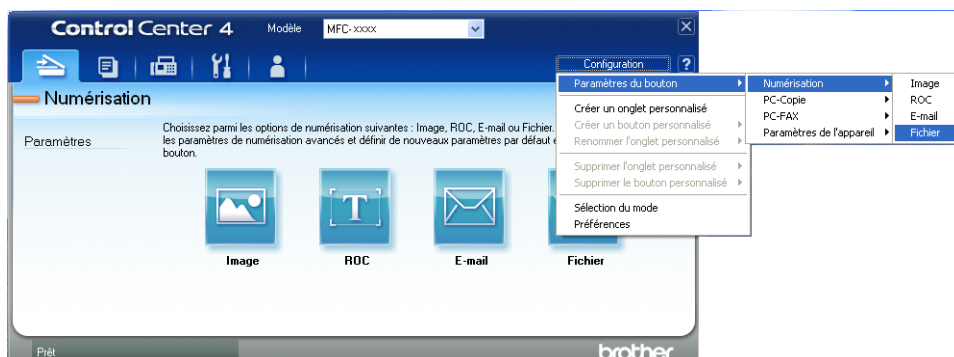 Control Center 4
Modèle
MFC- xxxx
Configuration
?
Numérisation
Paramètres
Choisissez parmi les options de numérisation suivantes : Image, ROC, E-mail ou Fichier.
les paramètres de numérisation avancés et définir de nouveaux paramètres par défaut
bouton.
T
Image
ROC
E-mail
Fichier
Paramètres du bouton
Créer un onglet personnalisé
Créer un bouton personnalisé
Renommer l'onglet personnalisé
Supprimer l'onglet personnalisé
Supprimer le bouton personnalisé
Sélection du mode
Préférences
Numérisation
PC-Copie
PC-FAX
Paramètres de l'appareil
Image
ROC
E-mail
Fichier
Prêt
brother